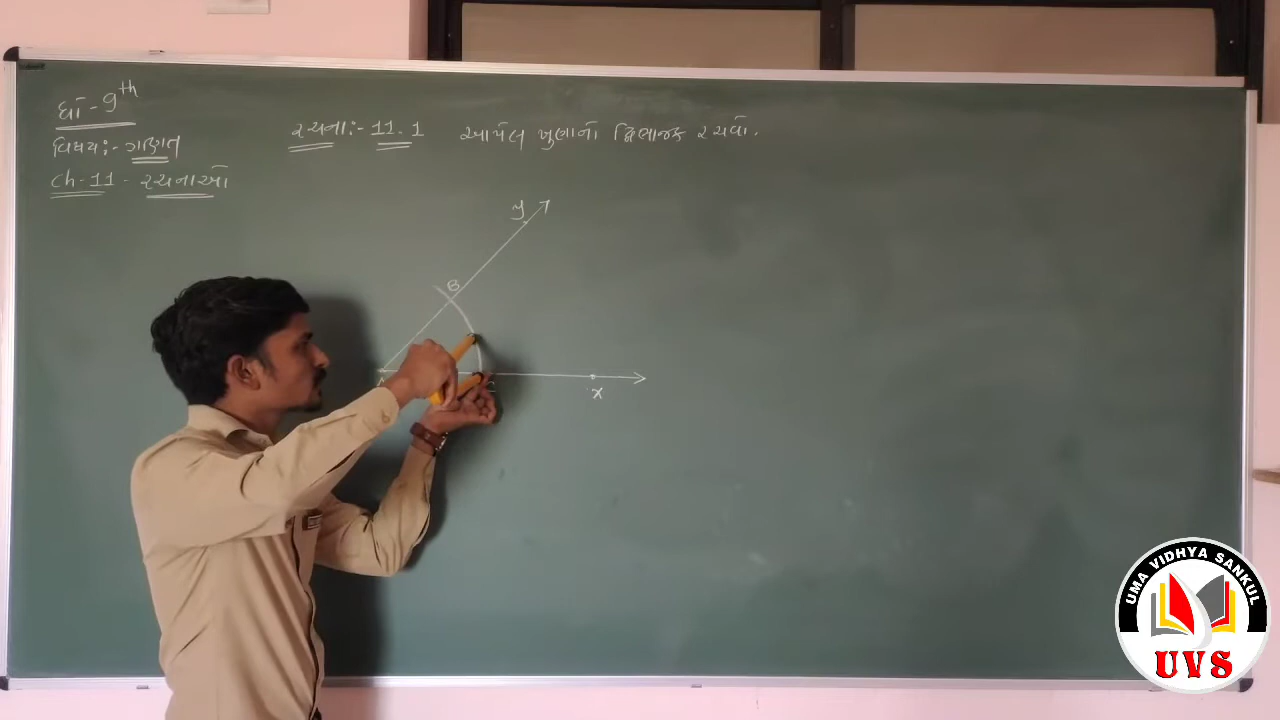 ધો - 9th
વિષય :- ગણિત
Ch - 11 - રચનાઓ
રચના :- 11.1 આપેલ ખુણાનો દ્વિભાજક રચવો.
y
B
A
x
UMA VIDHYA SANKUL
UVS